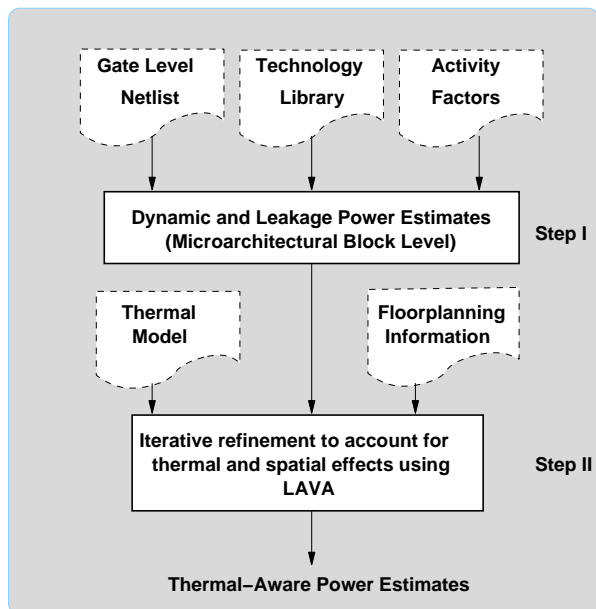 Gate Level
Netlist
Technology
Library
Activity
Factors
Dynamic and Leakage Power Estimates
(Microarchitectural Block Level)
Step I
Thermal
Model
Floorplanning
Information
Iterative refinement to account for
thermal and spatial effects using
LAVA
Step II
Thermal−Aware Power Estimates